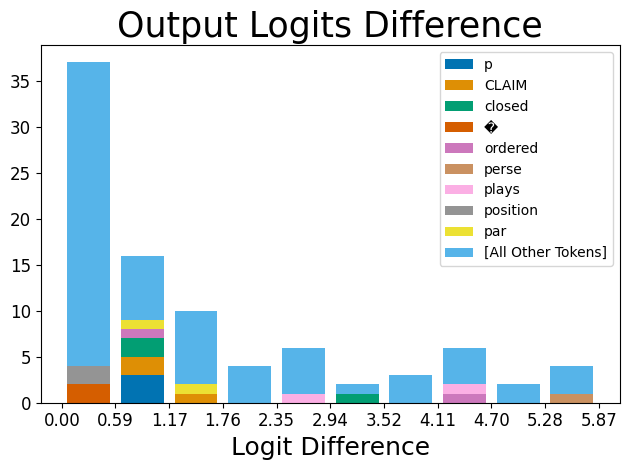 Output Logits Difference
p
CLAIM
closed
�
ordered
perse
plays
position
par
[All Other Tokens]
35
30
25
20
15
10
5
0
0.00 0.59 1.17 1.76 2.35 2.94 3.52 4.11 4.70 5.28 5.87
Logit Difference